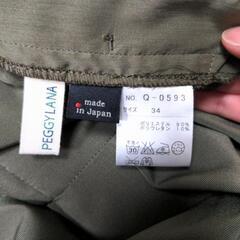 PEGGYLANA
made
in Japan
NO. Q-0593
サイズ 34
ポリエステル 90%
ポリウレタン 10%